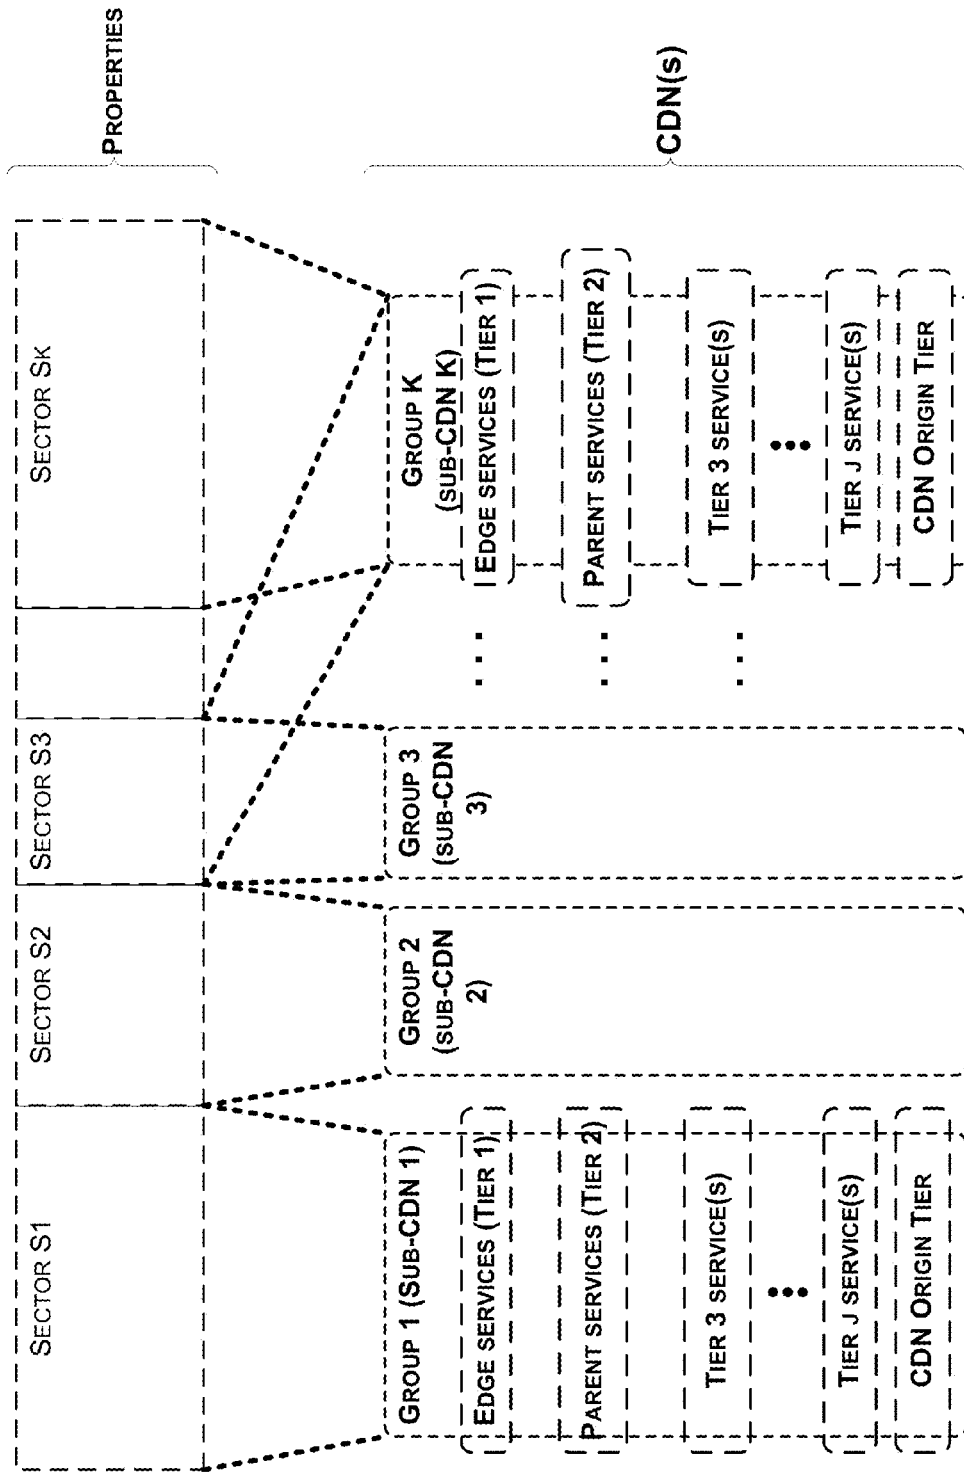 PROPERTIES
SECTOR S1
SECTOR S2
SECTOR S3
SECTOR SK
CDN(S)
GROUP 1 (SUB-CDN 1)
EDGE SERVICES (TIER 1)
PARENT SERVICES (TIER 2)
TIER 3 SERVICE(S)
•••
TIER J SERVICE(S)
CDN ORIGIN TIER
GROUP 2
(SUB-CDN
2)
GROUP 3
(SUB-CDN
3)
...
...
...
GROUP K
(SUB-CDN K)
EDGE SERVICES (TIER 1)
PARENT SERVICES (TIER 2)
TIER 3 SERVICE(S)
•••
TIER J SERVICE(S)
CDN ORIGIN TIER